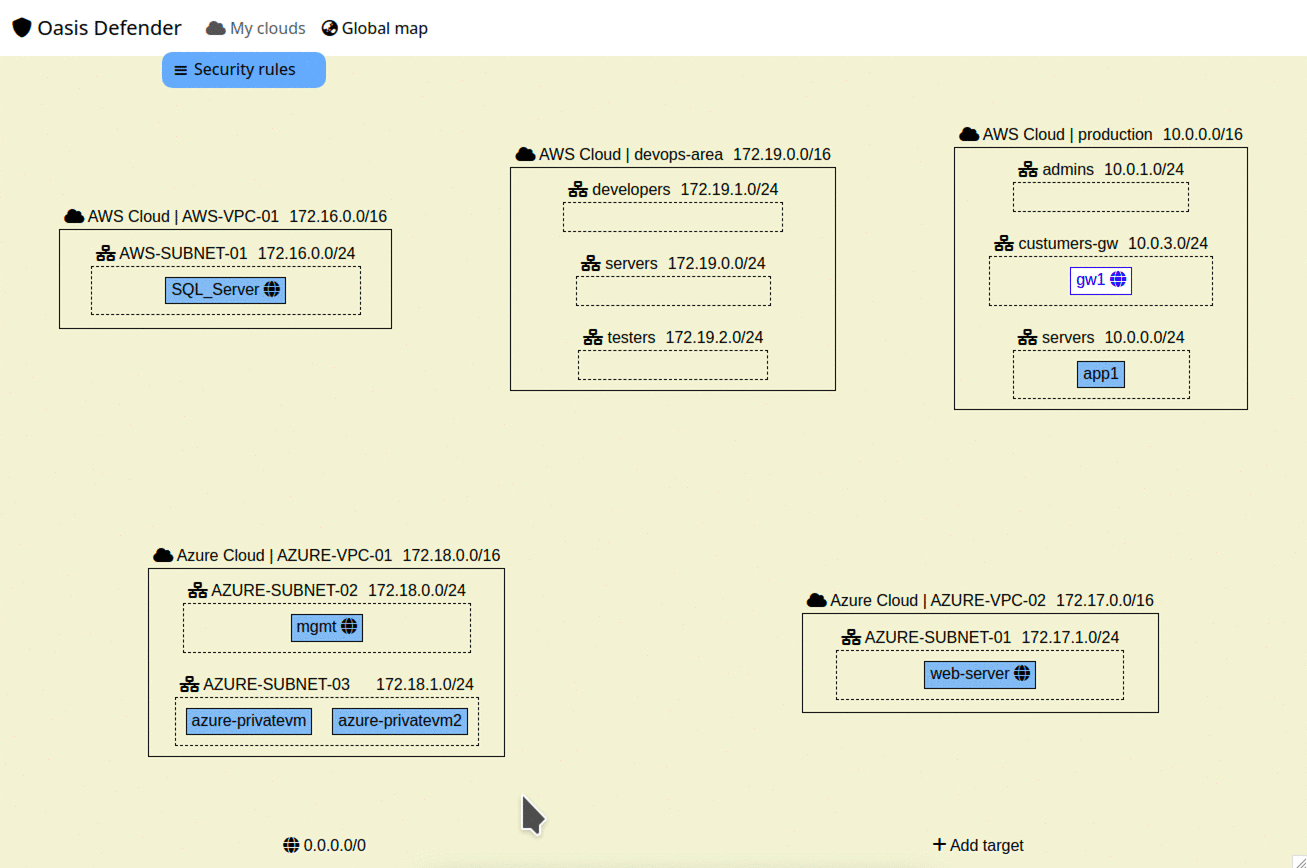 Oasis Defender My clouds Global map
Security rules
AWS Cloud | AWS-VPC-01 172.16.0.0/16
AWS-SUBNET-01 172.16.0.0/24
SQL_Server
AWS Cloud | devops-area 172.19.0.0/16
developers 172.19.1.0/24
servers 172.19.0.0/24
testers 172.19.2.0/24
AWS Cloud | production 10.0.0.0/16
admins 10.0.1.0/24
custumers-gw 10.0.3.0/24
gw1
servers 10.0.0.0/24
app1
Azure Cloud | AZURE-VPC-01 172.18.0.0/16
AZURE-SUBNET-02 172.18.0.0/24
mgmt
AZURE-SUBNET-03 172.18.1.0/24
azure-privatevm azure-privatevm2
Azure Cloud | AZURE-VPC-02 172.17.0.0/16
AZURE-SUBNET-01 172.17.1.0/24
web-server
0.0.0.0/0
Add target